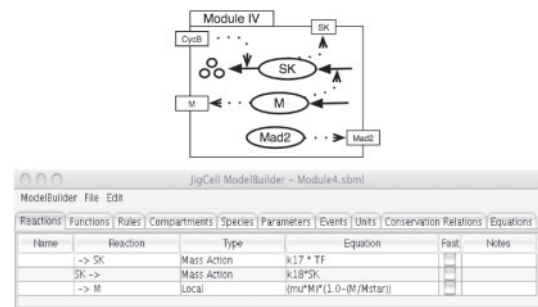 Module IV
SK
CycB
SK
M
M
Mad2
Mad2
JigCell ModelBuilder - Module4.sbml
ModelBuilder File Edit
Reactions Functions Rules Compartments Species Parameters Events Units Conservation Relations Equations
Name Reaction Type Equation Fast Notes
-> SK Mass Action k17 * TF
SK -> Mass Action k18*SK
-> M Local (mu*M)*(1.0-(M/Mstar))